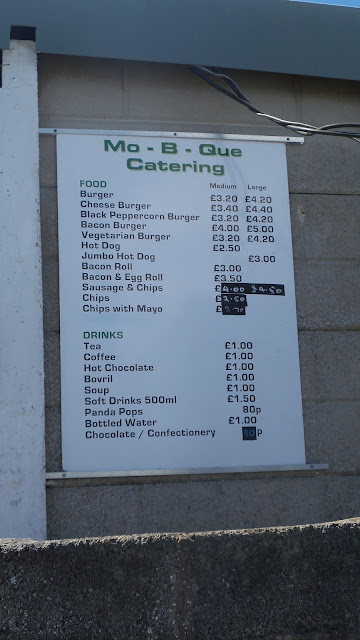 Mo - B - Que
Catering
FOOD Medium Large
Burger £3.20 £4.20
Cheese Burger £3.40 £4.40
Black Peppercorn Burger £3.20 £4.20
Bacon Burger £4.00 £5.00
Vegetarian Burger £3.20 £4.20
Hot Dog £2.50
Jumbo Hot Dog £3.00
Bacon Roll £3.00
Bacon & Egg Roll £3.50
Sausage & Chips £4.00
Chips £2.50
Chips with Mayo £
DRINKS
Tea £1.00
Coffee £1.00
Hot Chocolate £1.00
Bovril £1.00
Soup £1.00
Soft Drinks 500ml £1.50
Panda Pops 80p
Bottled Water £1.00
Chocolate / Confectionery p